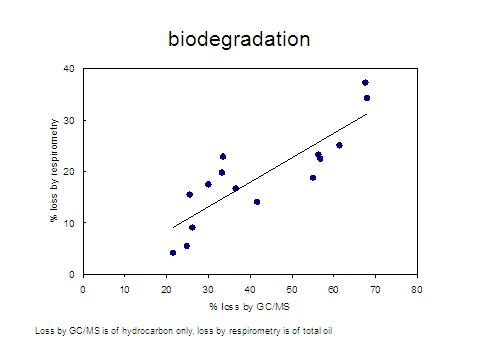 biodegradation
40
30
20
10
0
% loss by respirometry
0 10 20 30 40 50 60 70 80
% loss by GC/MS
Loss by GC/MS is of hydrocarbon only, loss by respirometry is of total oil